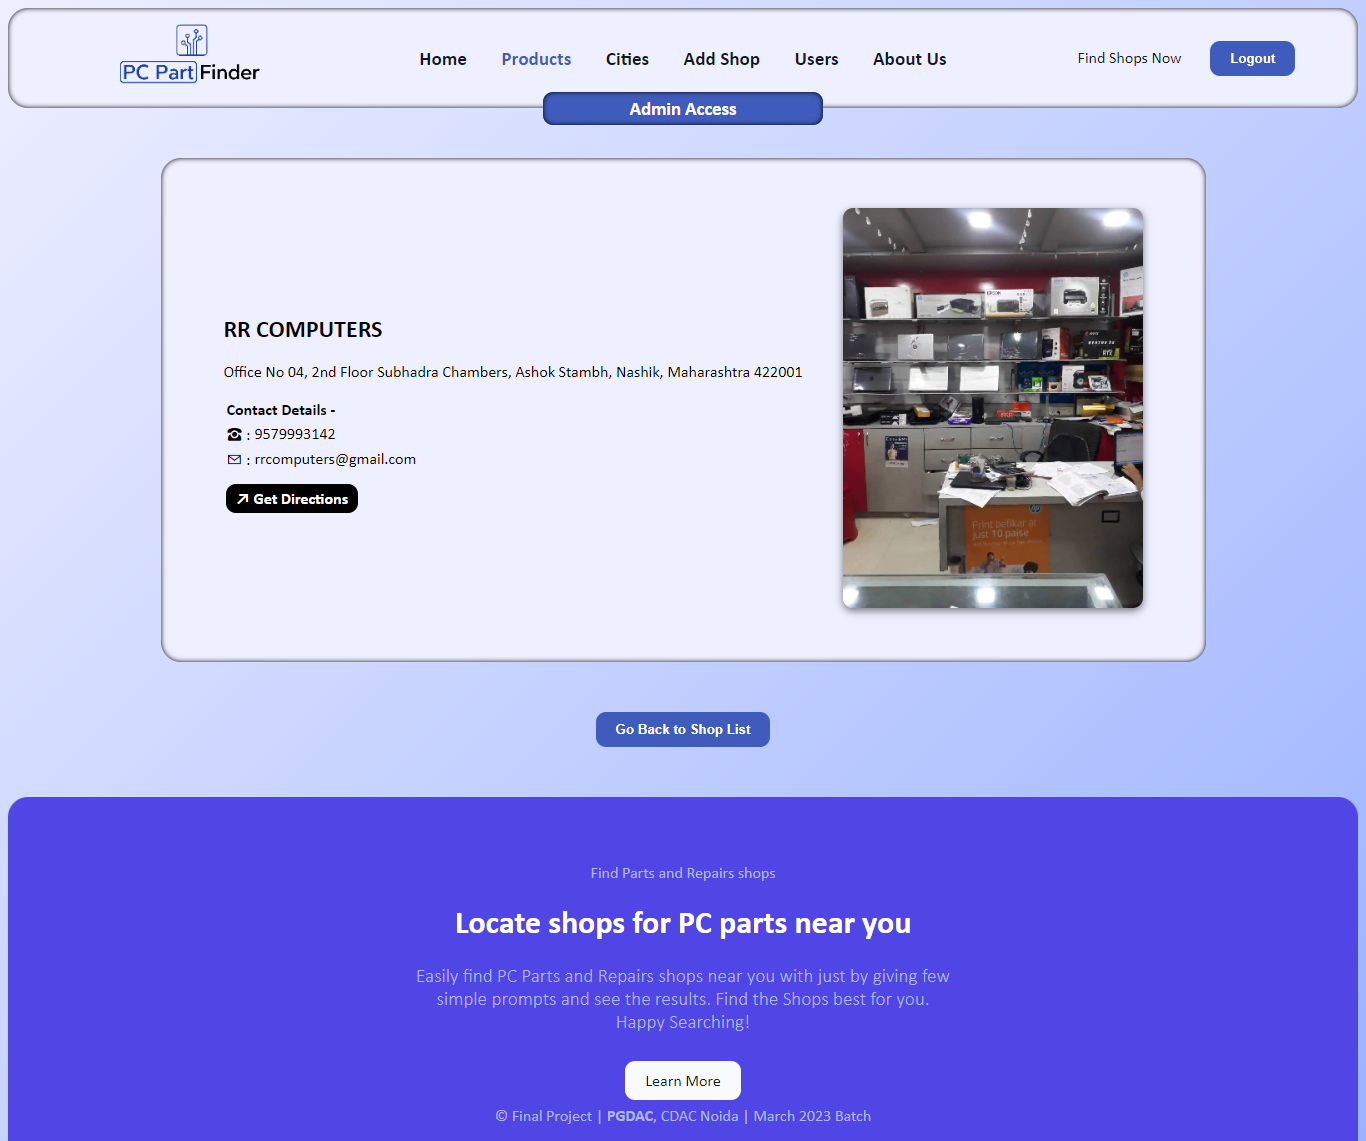 PC Part Finder
Home Products Cities Add Shop Users About Us
Find Shops Now
Logout
Admin Access
RR COMPUTERS
Office No 04, 2nd Floor Subhadra Chambers, Ashok Stambh, Nashik, Maharashtra 422001
Contact Details -
: 9579993142
: rrcomputers@gmail.com
Get Directions
EPSON
Print befikar at
just 10 paise
hp
Go Back to Shop List
Find Parts and Repairs shops
Locate shops for PC parts near you
Easily find PC Parts and Repairs shops near you with just by giving few
simple prompts and see the results. Find the Shops best for you.
Happy Searching!
Learn More
© Final Project | PGDAC, CDAC Noida | March 2023 Batch